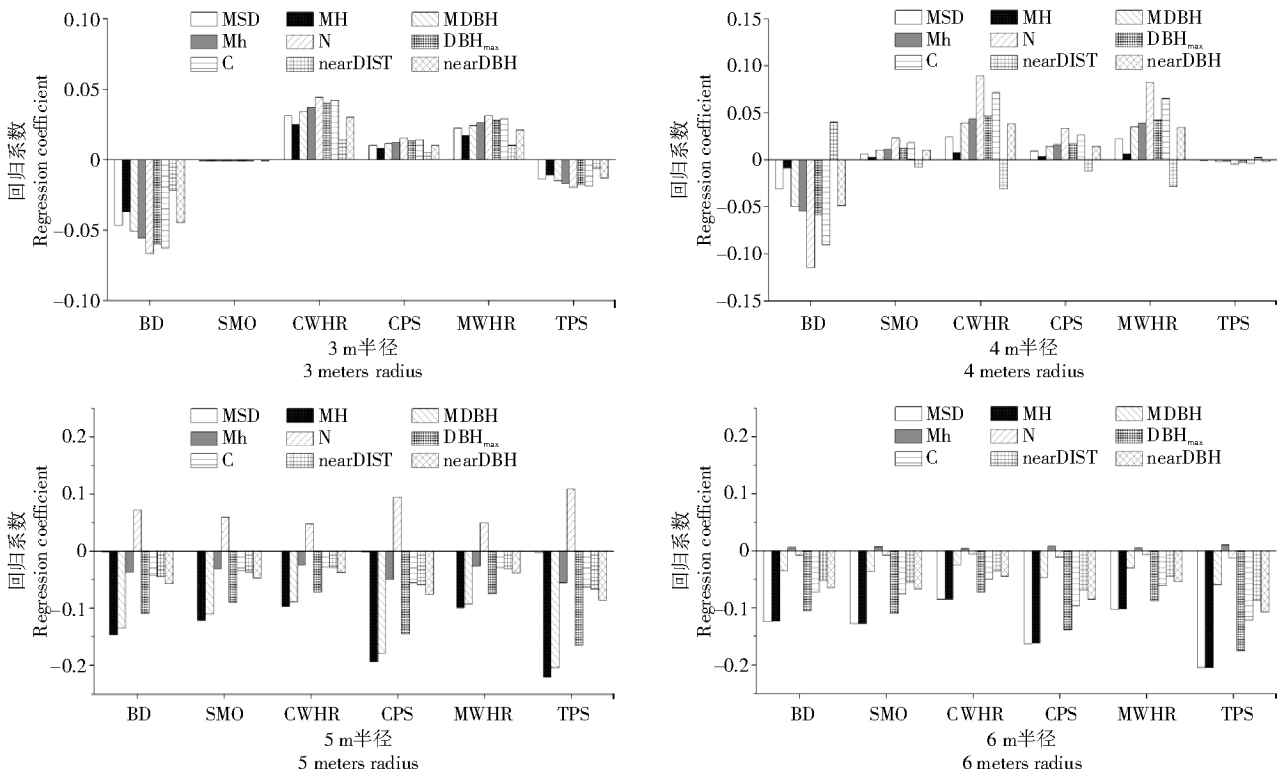 MSD MH MDBH
Mh N DBHmax
C nearDIST nearDBH
0.10
0.05
0
−0.05
−0.10
回归系数
Regression coefficient
BD SMO CWHR CPS MWHR TPS
3 m半径
3 meters radius
MSD MH MDBH
Mh N DBHmax
C nearDIST nearDBH
0.15
0.10
0.05
0
−0.05
−0.10
−0.15
回归系数
Regression coefficient
BD SMO CWHR CPS MWHR TPS
4 m半径
4 meters radius
MSD MH MDBH
Mh N DBHmax
C nearDIST nearDBH
0.2
0.1
0
−0.1
−0.2
回归系数
Regression coefficient
BD SMO CWHR CPS MWHR TPS
5 m半径
5 meters radius
MSD MH MDBH
Mh N DBHmax
C nearDIST nearDBH
0.2
0.1
0
−0.1
−0.2
回归系数
Regression coefficient
BD SMO CWHR CPS MWHR TPS
6 m半径
6 meters radius